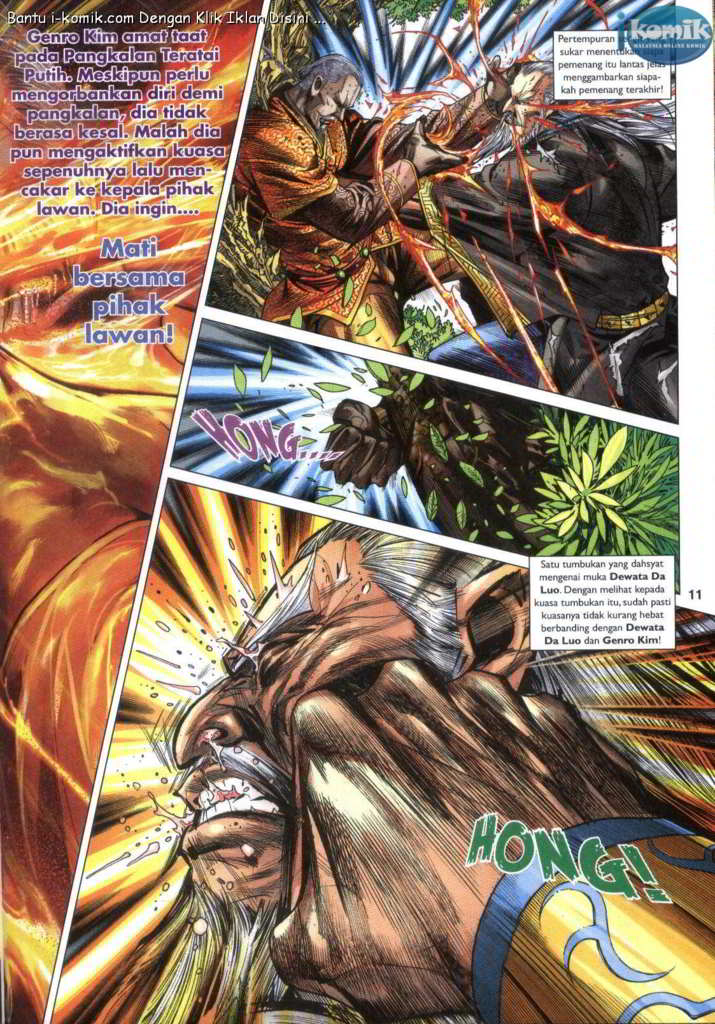 Bantu i-komik.com Dengan Klik Iklan Disini ...
Genro Kim amat taat
pada Pangkalan Teratai
Putih. Meskipun perlu
mengorbankan diri demi
pangkalan, dia tidak
berasa kesal. Malah dia
pun mengaktifkan kuasa
sepenuhnya lalu men-
cakar ke kepala pihak
lawan. Dia ingin....
Mati
bersama
pihak
lawan!
ikomik
MALAYSIA ONLINE KOMIK
Pertempuran
sukar menentukan
pemenang itu lantas jelas
menggambarkan siapa-
kah pemenang terakhir!
HONG....
Satu tumbukan yang dahsyat
mengenai muka Dewata Da
Luo. Dengan melihat kepada
kuasa tumbukan itu, sudah pasti
kuasanya tidak kurang hebat
berbanding dengan Dewata
Da Luo dan Genro Kim!
11
HONG!